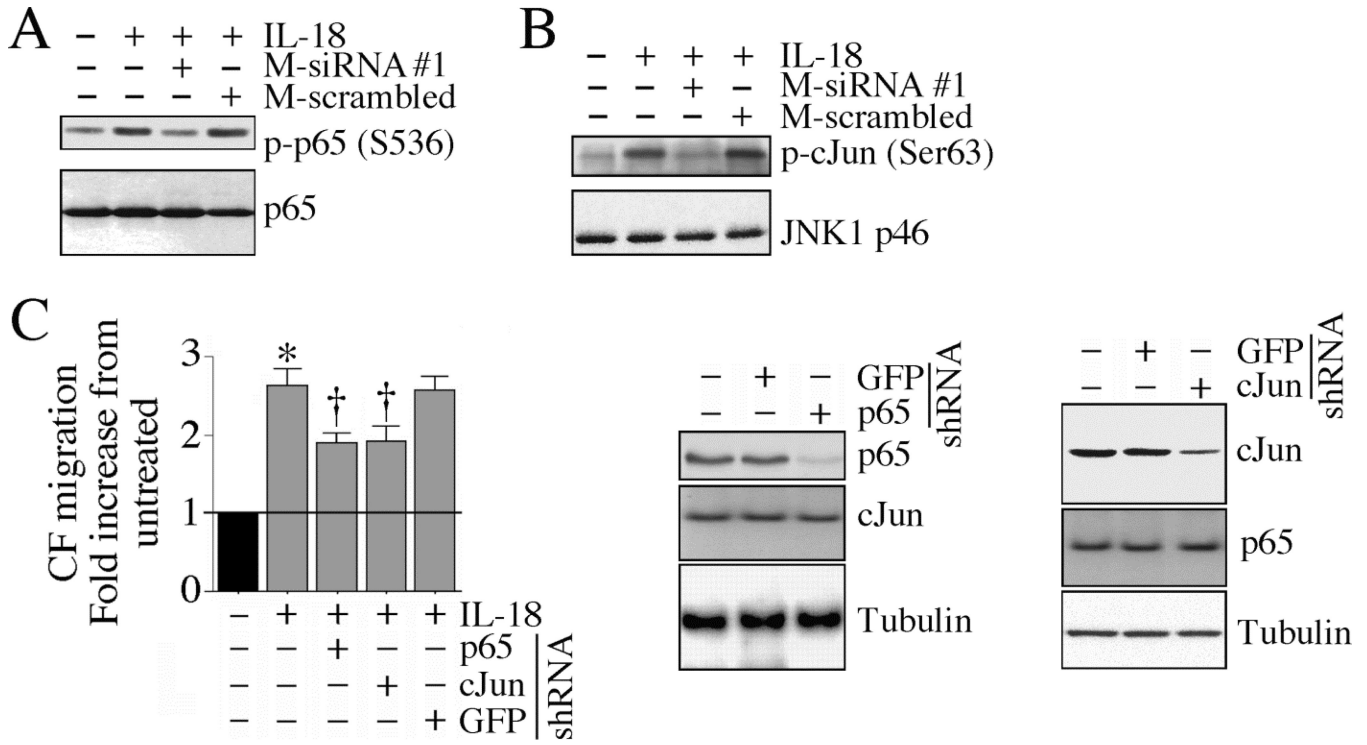 A
− + + + IL-18
− − + − M-siRNA #1
− − − + M-scrambled
p-p65 (S536)
p65
B
− + + + IL-18
− − + − M-siRNA #1
− − − + M-scrambled
p-cJun (Ser63)
JNK1 p46
C
CF migration
Fold increase from
untreated
3
2
1
0
*
‡ ‡
− + + + + IL-18
− − + − − p65
− − − + − cJun
− − − − + GFP
shRNA
− + − GFP
− − + p65
shRNA
p65
cJun
Tubulin
− + − GFP
− − + cJun
shRNA
cJun
p65
Tubulin